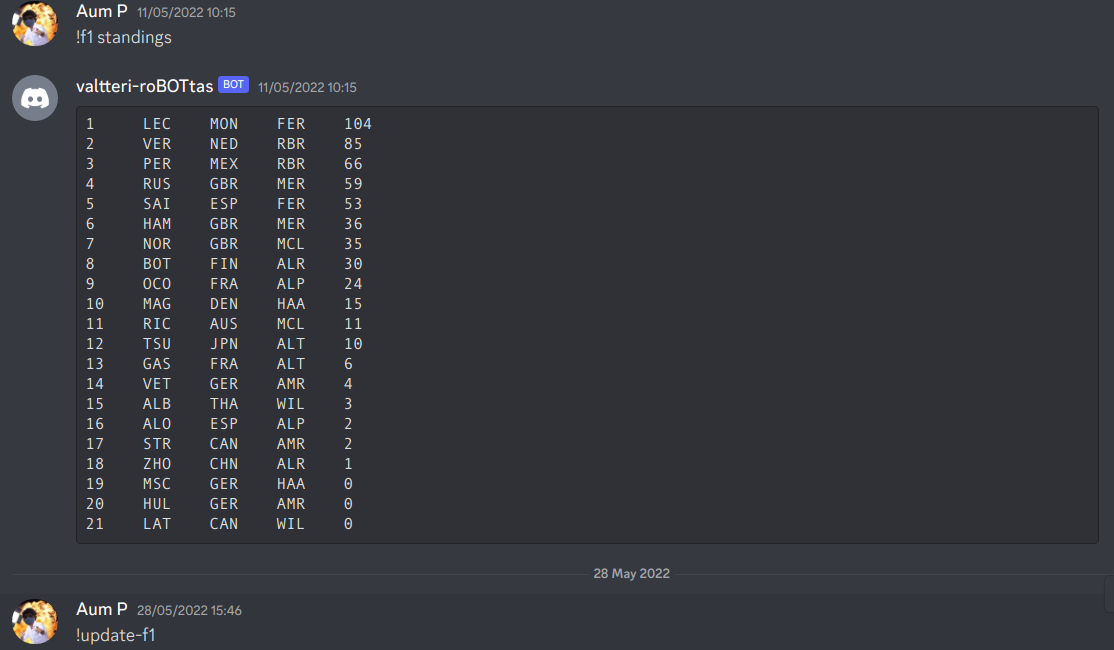 Aum P 11/05/2022 10:15
!f1 standings
valtteri-roBOTtas BOT 11/05/2022 10:15
1 LEC MON FER 104
2 VER NED RBR 85
3 PER MEX RBR 66
4 RUS GBR MER 59
5 SAI ESP FER 53
6 HAM GBR MER 36
7 NOR GBR MCL 35
8 BOT FIN ALR 30
9 OCO FRA ALP 24
10 MAG DEN HAA 15
11 RIC AUS MCL 11
12 TSU JPN ALT 10
13 GAS FRA ALT 6
14 VET GER AMR 4
15 ALB THA WIL 3
16 ALO ESP ALP 2
17 STR CAN AMR 2
18 ZHO CHN ALR 1
19 MSC GER HAA 0
20 HUL GER AMR 0
21 LAT CAN WIL 0
28 May 2022
Aum P 28/05/2022 15:46
!update-f1